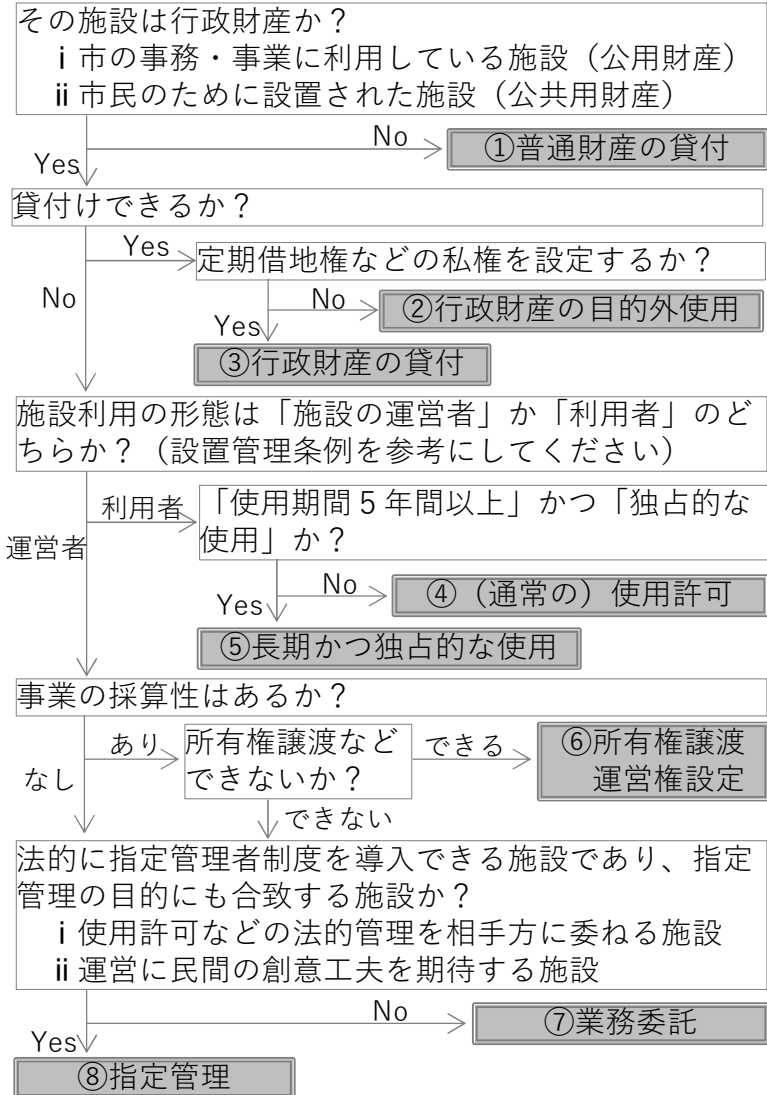 その施設は行政財産か？
ⅰ市の事務・事業に利用している施設（公用財産）
ⅱ市民のために設置された施設（公共用財産）
No
①普通財産の貸付
Yes
貸付けできるか？
Yes
定期借地権などの私権を設定するか？
No
No
②行政財産の目的外使用
Yes
③行政財産の貸付
施設利用の形態は「施設の運営者」か「利用者」のど
ちらか？（設置管理条例を参考にしてください）
利用者
「使用期間５年間以上」かつ「独占的な
使用」か？
運営者
No
④（通常の）使用許可
Yes
⑤長期かつ独占的な使用
事業の採算性はあるか？
あり
所有権譲渡など
できないか？
できる
⑥所有権譲渡
運営権設定
なし
できない
法的に指定管理者制度を導入できる施設であり、指定
管理の目的にも合致する施設か？
ⅰ使用許可などの法的管理を相手方に委ねる施設
ⅱ運営に民間の創意工夫を期待する施設
No
⑦業務委託
Yes
⑧指定管理